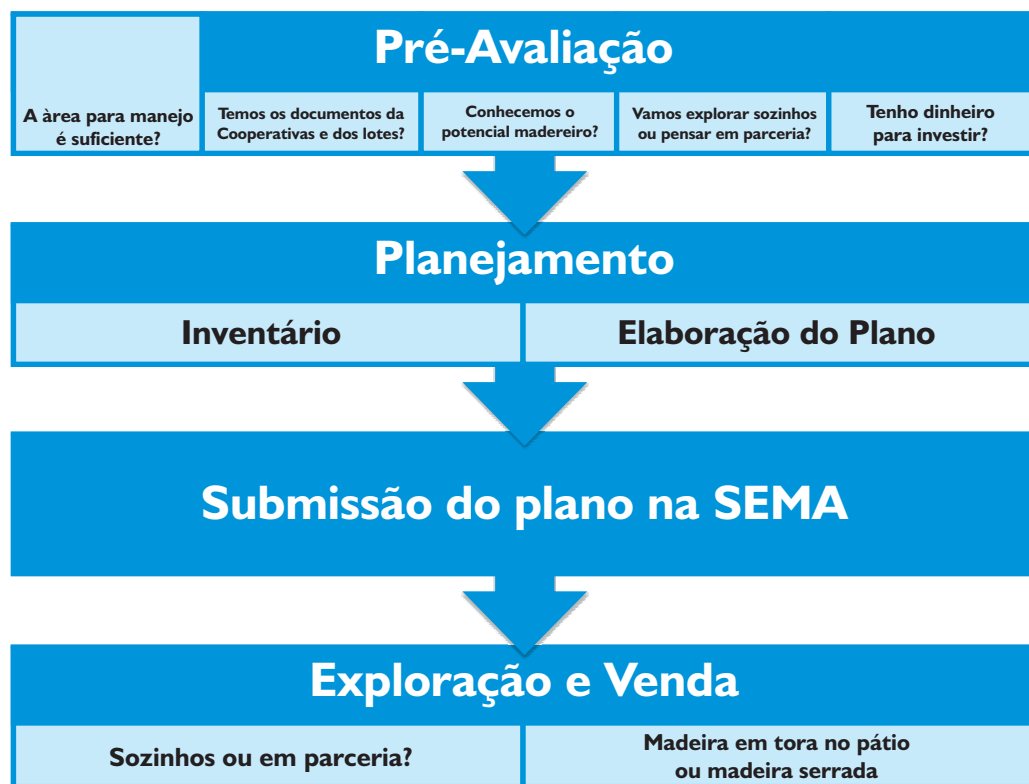 Pré-Avaliação
A àrea para manejo
é suficiente?
Temos os documentos da
Cooperativas e dos lotes?
Conhecemos o
potencial madereiro?
Vamos explorar sozinhos
ou pensar em parceria?
Tenho dinheiro
para investir?
Planejamento
Inventário
Elaboração do Plano
Submissão do plano na SEMA
Exploração e Venda
Sozinhos ou em parceria?
Madeira em tora no pátio
ou madeira serrada